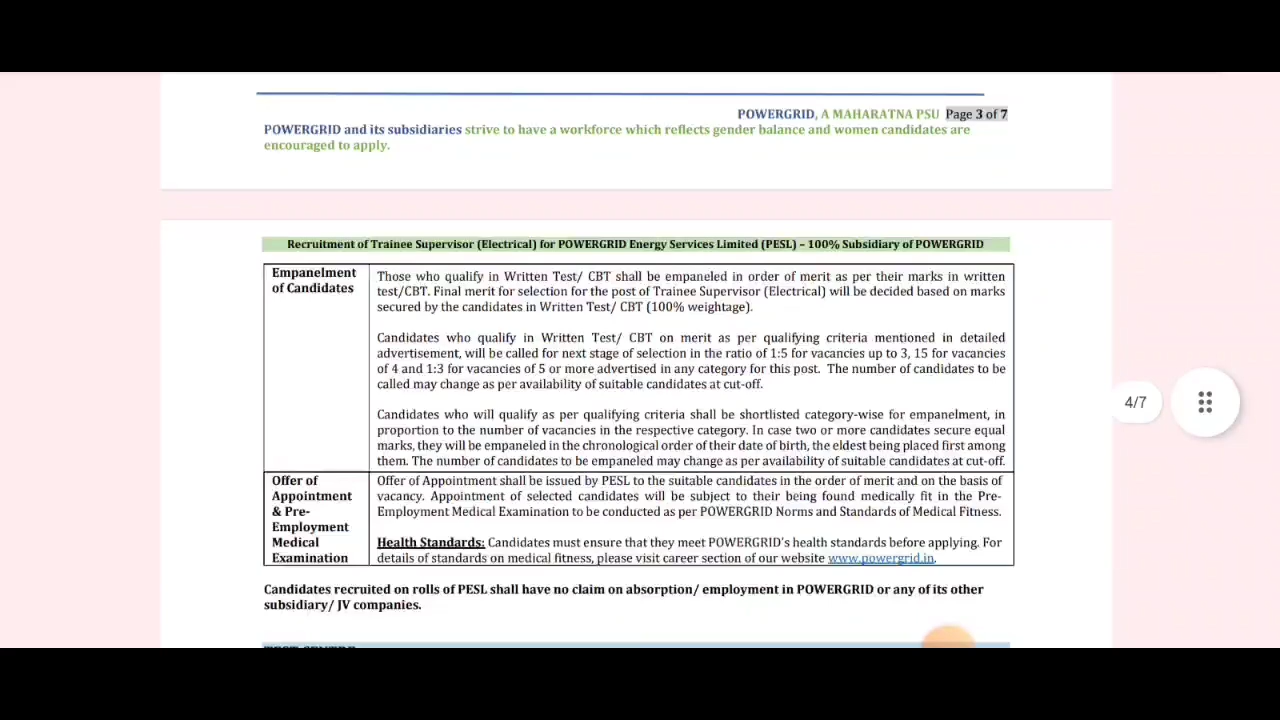 POWERGRID, A MAHARATNA PSU Page 3 of 7
POWERGRID and its subsidiaries strive to have a workforce which reflects gender balance and women candidates are
encouraged to apply.
Recruitment of Trainee Supervisor (Electrical) for POWERGRID Energy Services Limited (PESL) – 100% Subsidiary of POWERGRID
Empanelment
of Candidates
Those who qualify in Written Test/ CBT shall be empaneled in order of merit as per their marks in written
test/CBT. Final merit for selection for the post of Trainee Supervisor (Electrical) will be decided based on marks
secured by the candidates in Written Test/ CBT (100% weightage).
Candidates who qualify in Written Test/ CBT on merit as per qualifying criteria mentioned in detailed
advertisement, will be called for next stage of selection in the ratio of 1:5 for vacancies up to 3, 15 for vacancies
of 4 and 1:3 for vacancies of 5 or more advertised in any category for this post. The number of candidates to be
called may change as per availability of suitable candidates at cut-off.
Candidates who will qualify as per qualifying criteria shall be shortlisted category-wise for empanelment, in
proportion to the number of vacancies in the respective category. In case two or more candidates secure equal
marks, they will be empaneled in the chronological order of their date of birth, the eldest being placed first among
them. The number of candidates to be empaneled may change as per availability of suitable candidates at cut-off.
Offer of
Appointment
& Pre-
Employment
Medical
Examination
Offer of Appointment shall be issued by PESL to the suitable candidates in the order of merit and on the basis of
vacancy. Appointment of selected candidates will be subject to their being found medically fit in the Pre-
Employment Medical Examination to be conducted as per POWERGRID Norms and Standards of Medical Fitness.
Health Standards: Candidates must ensure that they meet POWERGRID's health standards before applying. For
details of standards on medical fitness, please visit career section of our website www.powergrid.in.
Candidates recruited on rolls of PESL shall have no claim on absorption/ employment in POWERGRID or any of its other
subsidiary/ JV companies.
4/7